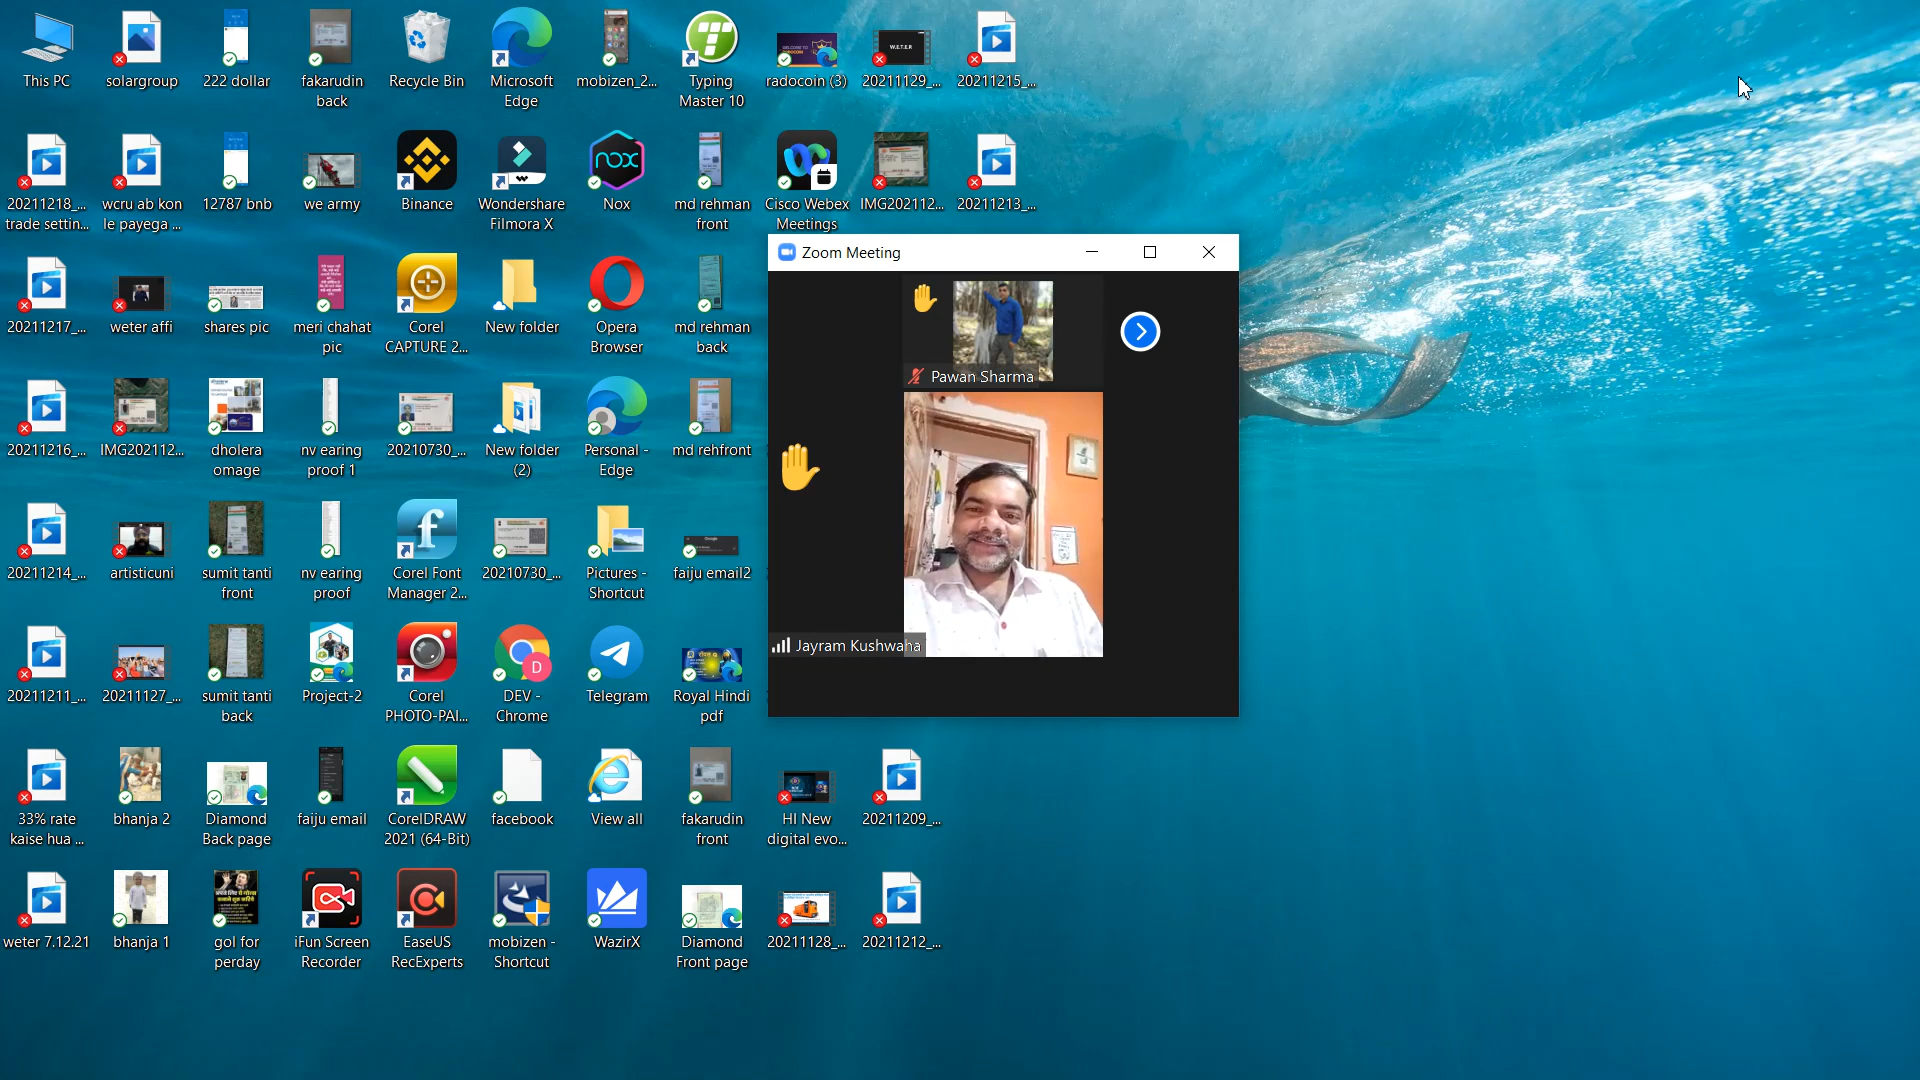 This PC
solargroup
222 dollar
fakarudin
back
Recycle Bin
Microsoft
Edge
mobizen_2...
Typing
Master 10
radocoin (3)
20211129_...
20211215_...
W.E.T.E.R
20211218_...
trade settin...
wcru ab kon
le payega ...
12787 bnb
we army
Binance
Wondershare
Filmora X
nox
Nox
md rehman
front
Cisco Webex
Meetings
IMG202112...
20211213_...
20211217_...
weter affi
shares pic
meri chahat
pic
Corel
CAPTURE 2...
New folder
Opera
Browser
md rehman
back
Zoom Meeting
Pawan Sharma
Jayram Kushwaha
20211216_...
IMG202112...
dholera
omage
nv earing
proof 1
20210730_...
New folder
(2)
Personal -
Edge
md rehfront
20211214_...
artisticuni
sumit tanti
front
nv earing
proof
Corel Font
Manager 2...
20210730_...
Pictures -
Shortcut
faiju email2
20211211_...
20211127_...
sumit tanti
back
Project-2
Corel
PHOTO-PAI...
D
DEV -
Chrome
Telegram
Royal Hindi
pdf
33% rate
kaise hua ...
bhanja 2
Diamond
Back page
faiju email
CorelDRAW
2021 (64-Bit)
facebook
View all
fakarudin
front
HI New
digital evo...
20211209_...
weter 7.12.21
bhanja 1
gol for
perday
iFun Screen
Recorder
EaseUS
RecExperts
mobizen -
Shortcut
WazirX
Diamond
Front page
20211128_...
20211212_...